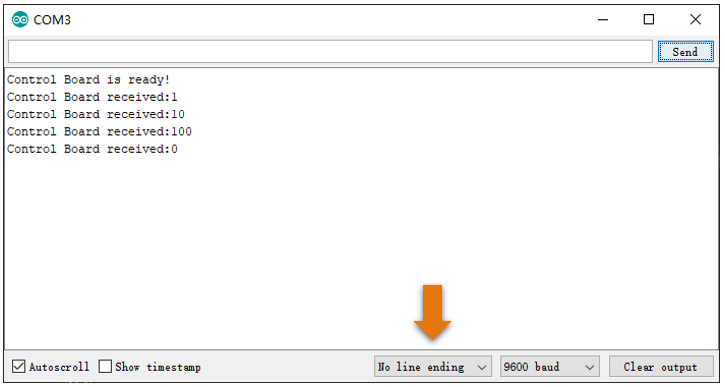 COM3
Send
Control Board is ready!
Control Board received:1
Control Board received:10
Control Board received:100
Control Board received:0
Autoscroll Show timestamp No line ending 9600 baud Clear output